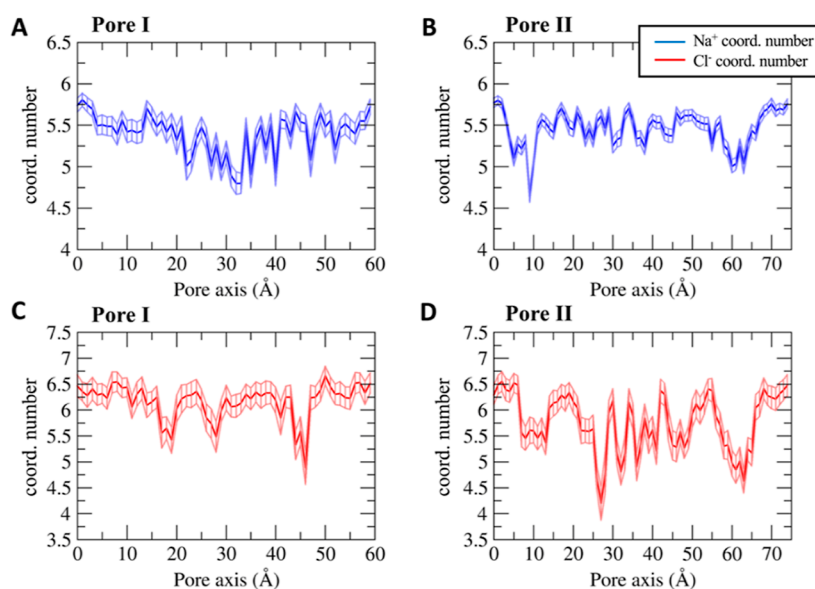 A
Pore I
B
Pore II
Na⁺ coord. number
Cl⁻ coord. number
6.5
6
5.5
5
4.5
4
coord. number
0 10 20 30 40 50 60
Pore axis (Å)
6.5
6
5.5
5
4.5
4
0 10 20 30 40 50 60 70
Pore axis (Å)
C
Pore I
D
Pore II
7.5
7
6.5
6
5.5
5
4.5
4
3.5
coord. number
0 10 20 30 40 50 60
Pore axis (Å)
7.5
7
6.5
6
5.5
5
4.5
4
3.5
coord. number
0 10 20 30 40 50 60 70
Pore axis (Å)